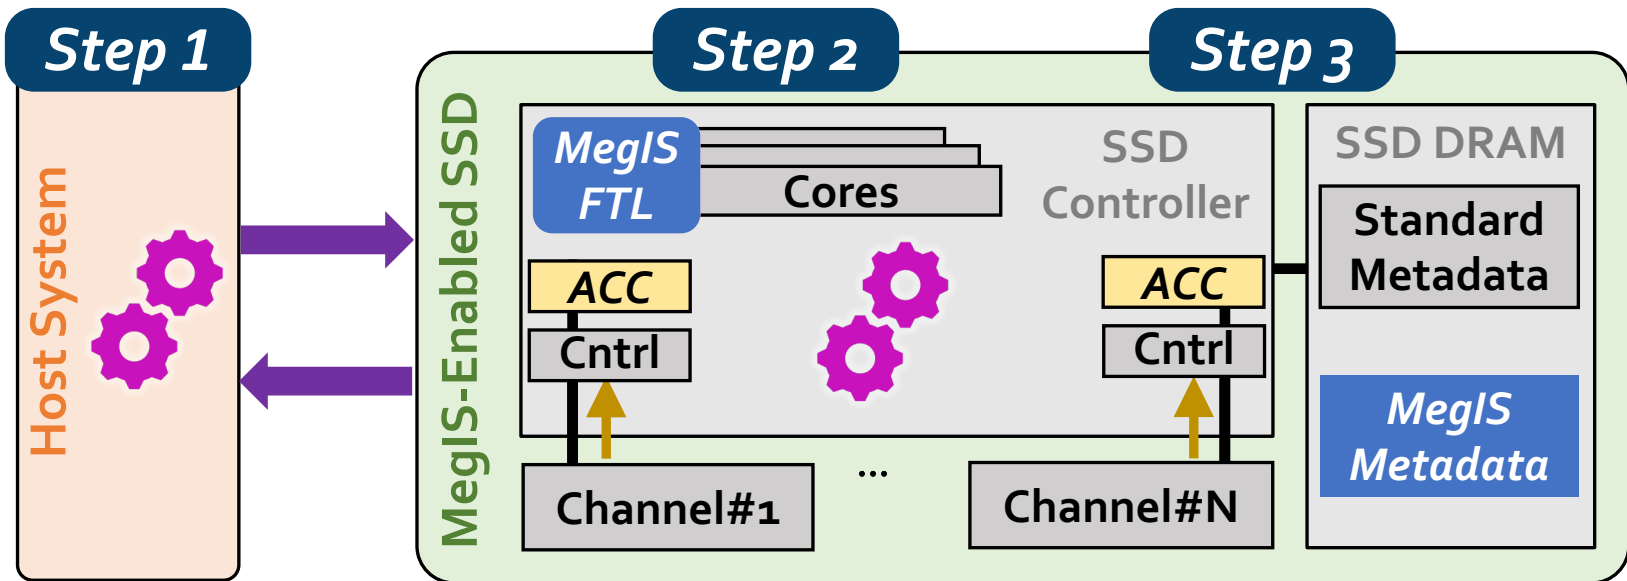 Step 1
Step 2
Step 3
Host System
MegIS-Enabled SSD
MegIS
FTL
Cores
SSD
Controller
ACC
Cntrl
ACC
Cntrl
Channel#1
...
Channel#N
SSD DRAM
Standard
Metadata
MegIS
Metadata